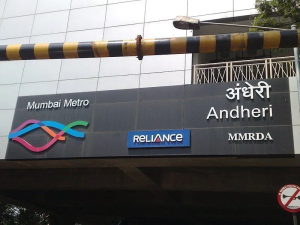 Mumbai Metro
अंधेरी
Andheri
RELIANCE
MMRDA